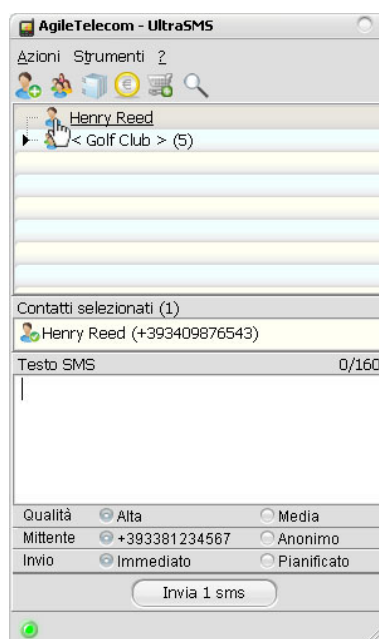 AgileTelecom - UltraSMS
Azioni Strumenti ?
Henry Reed
< Golf Club > (5)
Contatti selezionati (1)
Henry Reed (+393409876543)
Testo SMS 0/160
Qualità Alta Media
Mittente +393381234567 Anonimo
Invio Immediato Pianificato
Invia 1 sms